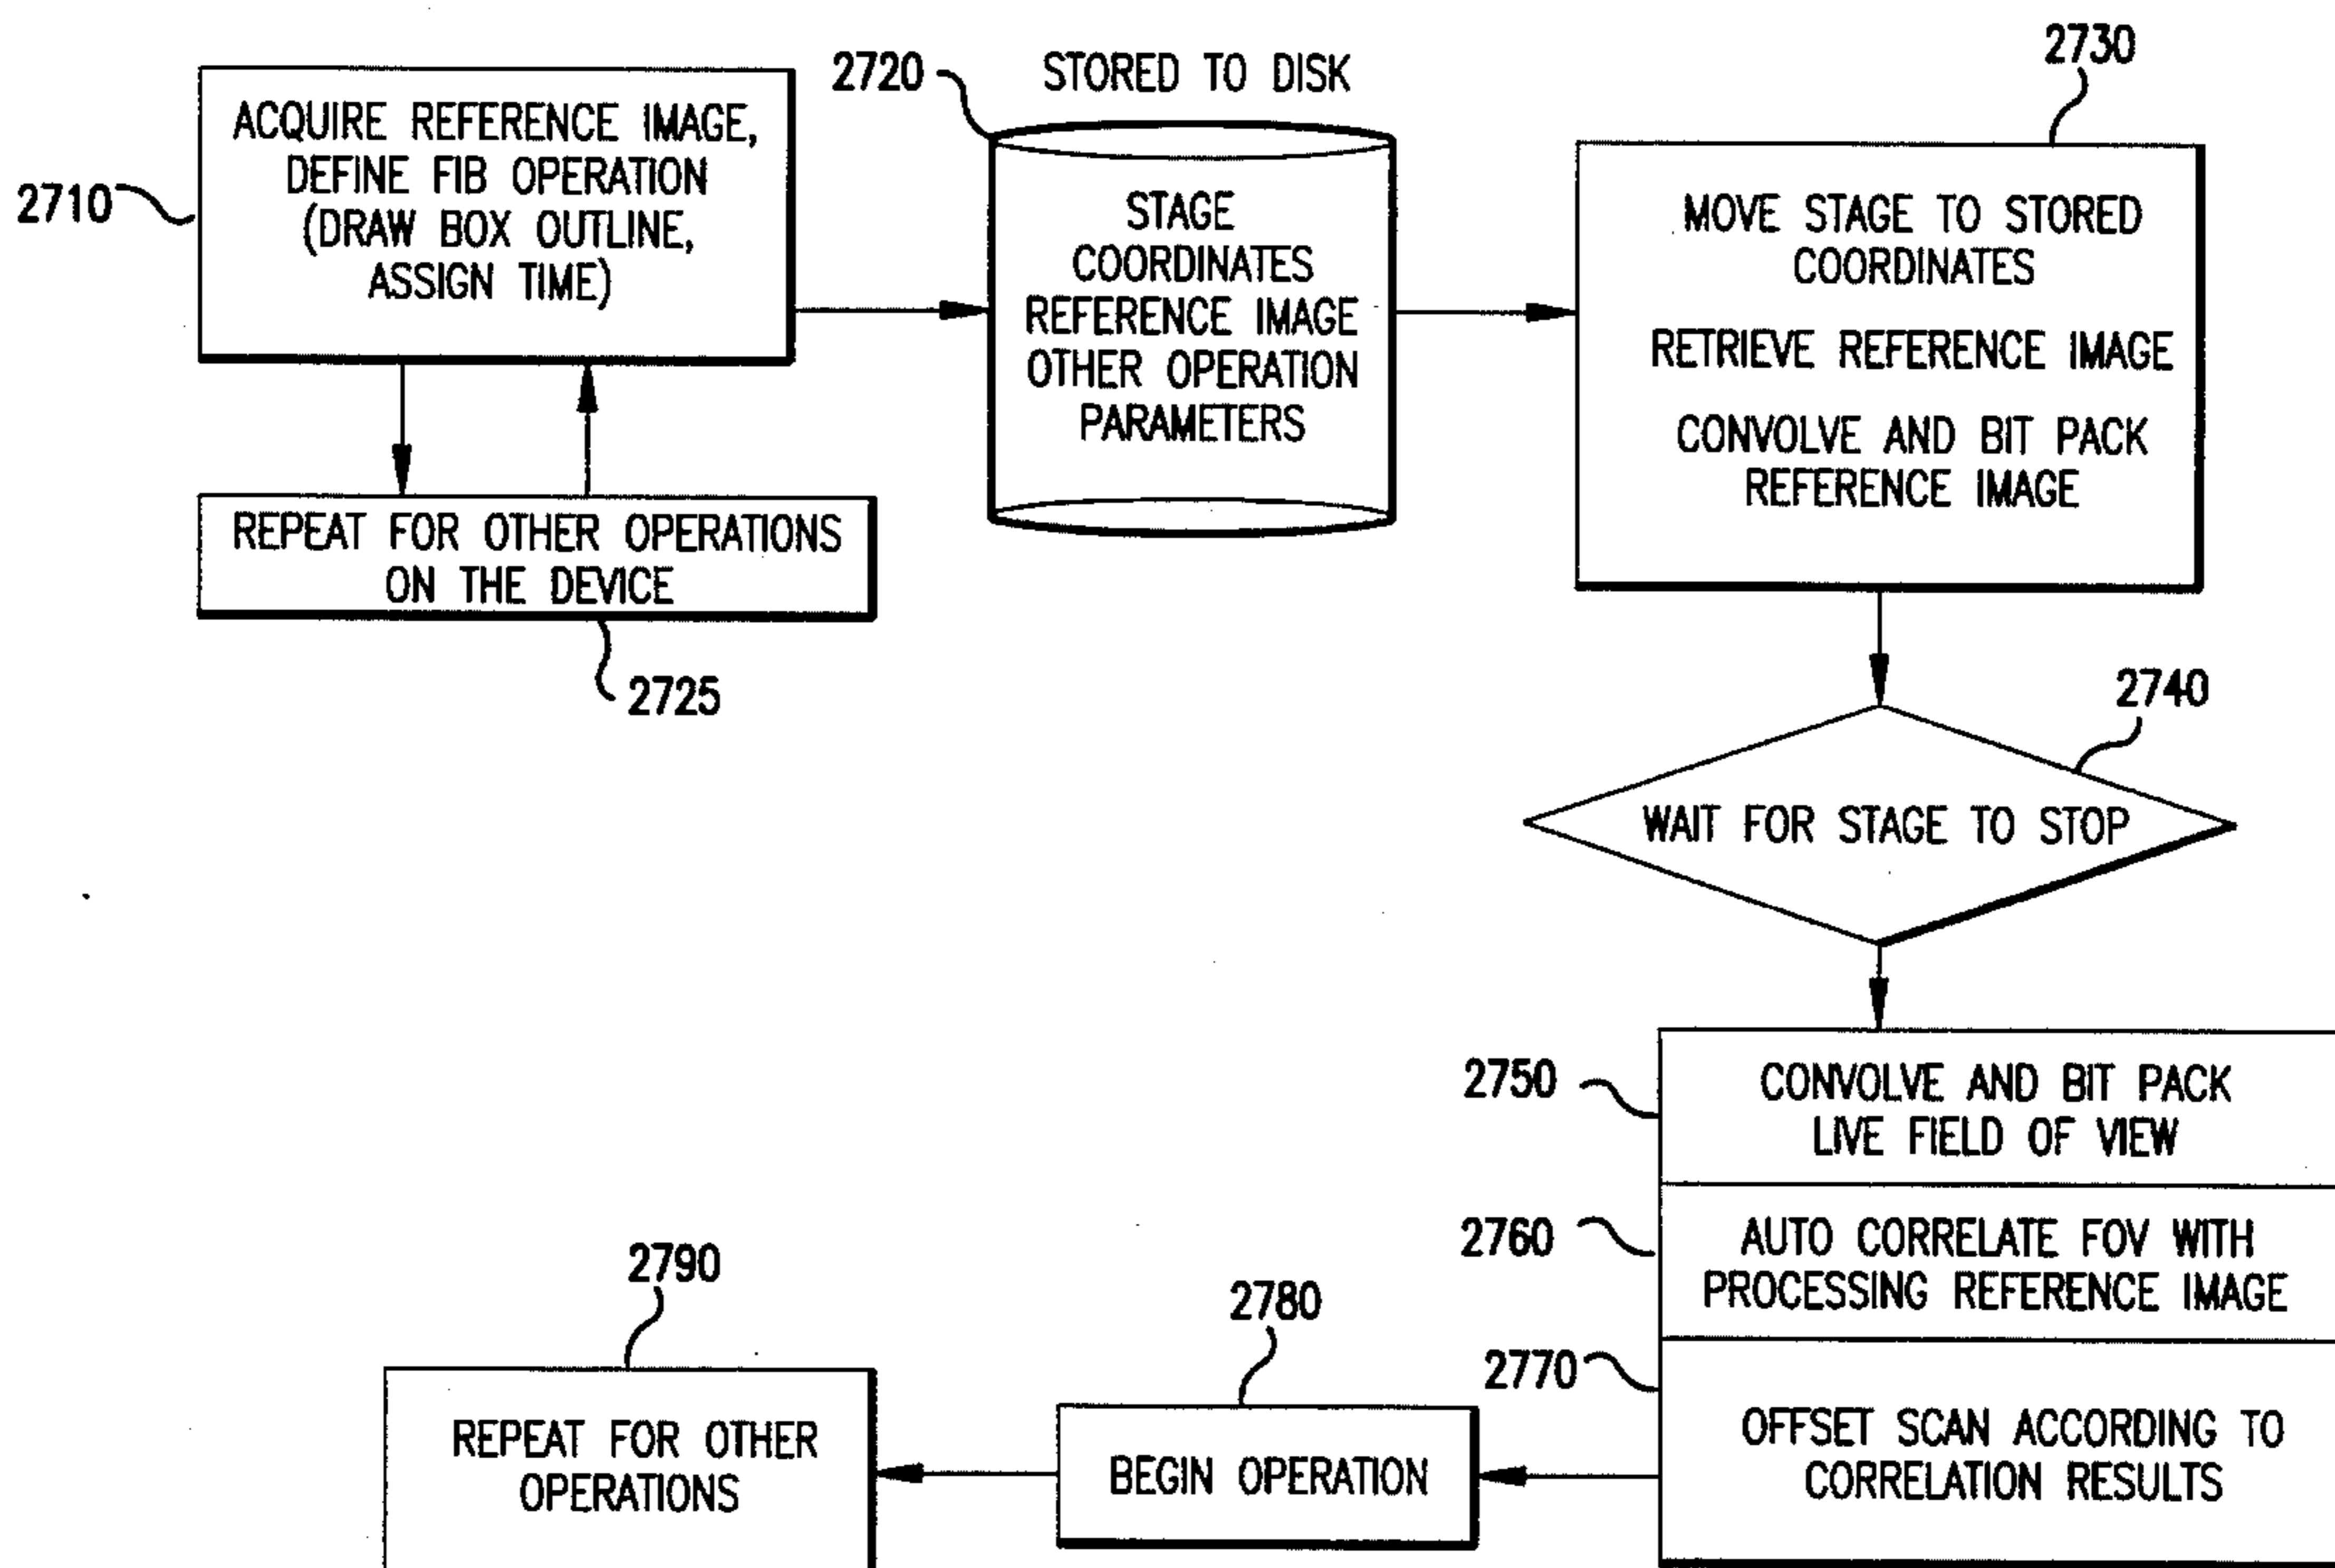 2710
ACQUIRE REFERENCE IMAGE,
DEFINE FIB OPERATION
(DRAW BOX OUTLINE,
ASSIGN TIME)
REPEAT FOR OTHER OPERATIONS
ON THE DEVICE
2725
2720
STORED TO DISK
STAGE
COORDINATES
REFERENCE IMAGE
OTHER OPERATION
PARAMETERS
2730
MOVE STAGE TO STORED
COORDINATES
RETRIEVE REFERENCE IMAGE
CONVOLVE AND BIT PACK
REFERENCE IMAGE
2740
WAIT FOR STAGE TO STOP
2750
CONVOLVE AND BIT PACK
LIVE FIELD OF VIEW
2760
AUTO CORRELATE FOV WITH
PROCESSING REFERENCE IMAGE
2770
OFFSET SCAN ACCORDING TO
CORRELATION RESULTS
2780
BEGIN OPERATION
2790
REPEAT FOR OTHER
OPERATIONS